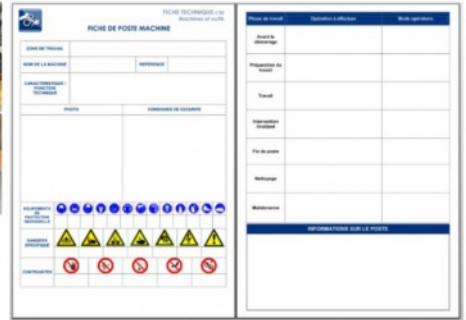 FICHE TECHNIQUE n°50
Machines et outils
FICHE DE POSTE MACHINE
ZONE DE TRAVAIL
NOM DE LA MACHINE
REFERENCE
CARACTERISTIQUE /
FONCTION
TECHNIQUE
PHOTO
CONSIGNES DE SECURITE
EQUIPEMENTS
DE
PROTECTION
INDIVIDUELLE
DANGERS
SPECIFIQUE
CONTRAINTES
Phase de travail
Opération à effectuer
Mode opératoire
Avant le
démarrage
Préparation du
travail
Travail
Intervention
incident
Fin de poste
Nettoyage
Maintenance
INFORMATIONS SUR LE POSTE